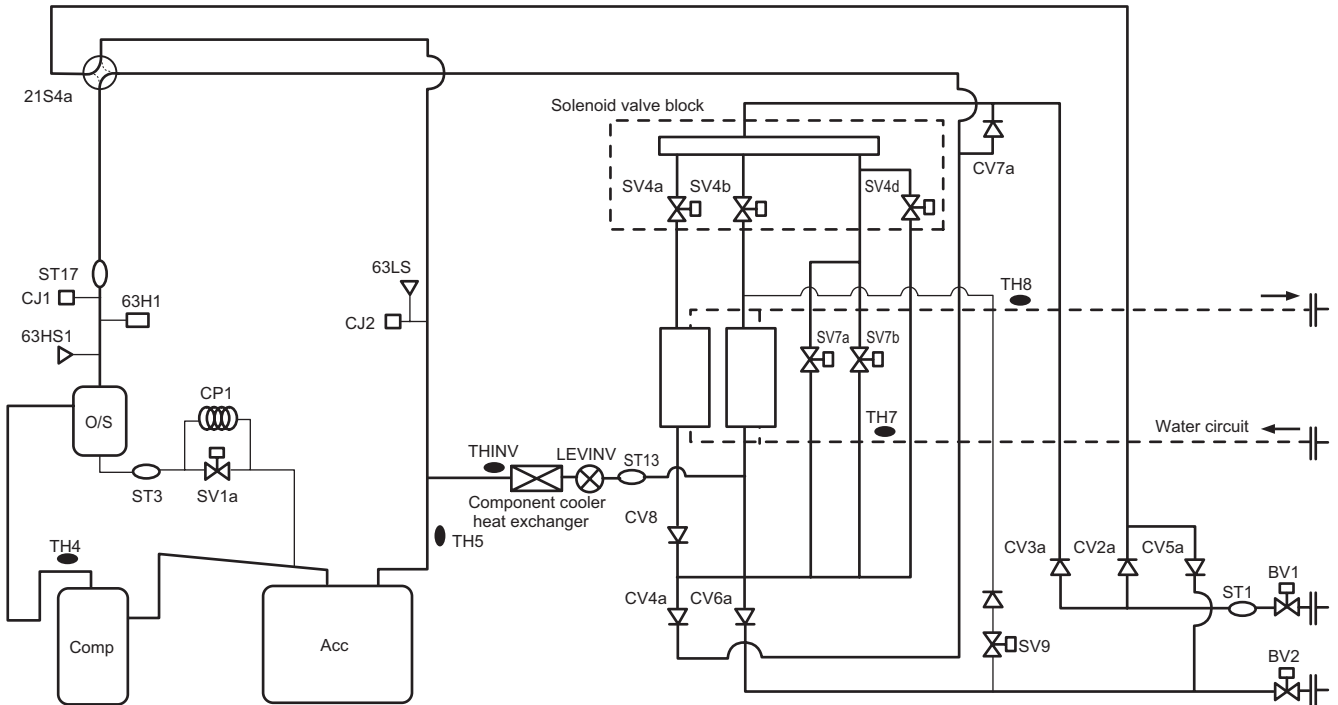 21S4a
Solenoid valve block
CV7a
SV4a
SV4b
SV4d
ST17
CJ1
63H1
63HS1
63LS
CJ2
TH8
SV7a
SV7b
O/S
CP1
TH7
Water circuit
THINV
LEVINV
ST13
ST3
SV1a
Component cooler
heat exchanger
CV8
TH5
TH4
CV3a
CV2a
CV5a
BV1
ST1
CV4a
CV6a
Comp
Acc
SV9
BV2